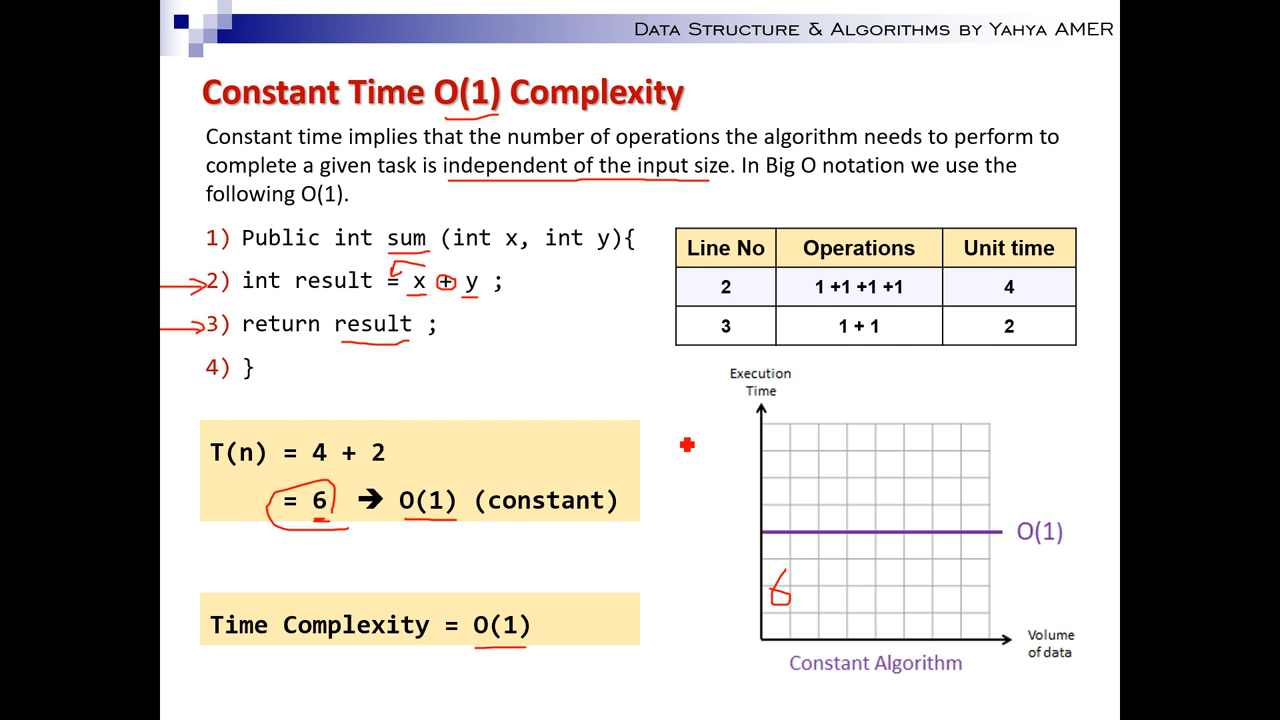 Data Structure & Algorithms by Yahya AMER
Constant Time O(1) Complexity
Constant time implies that the number of operations the algorithm needs to perform to
complete a given task is independent of the input size. In Big O notation we use the
following O(1).
1) Public int sum (int x, int y){
2) int result = x + y ;
3) return result ;
4) }
Line No Operations Unit time
2 1 +1 +1 +1 4
3 1 + 1 2
T(n) = 4 + 2
= 6 ➔ O(1) (constant)
Time Complexity = O(1)
Execution
Time
O(1)
6
Volume
of data
Constant Algorithm